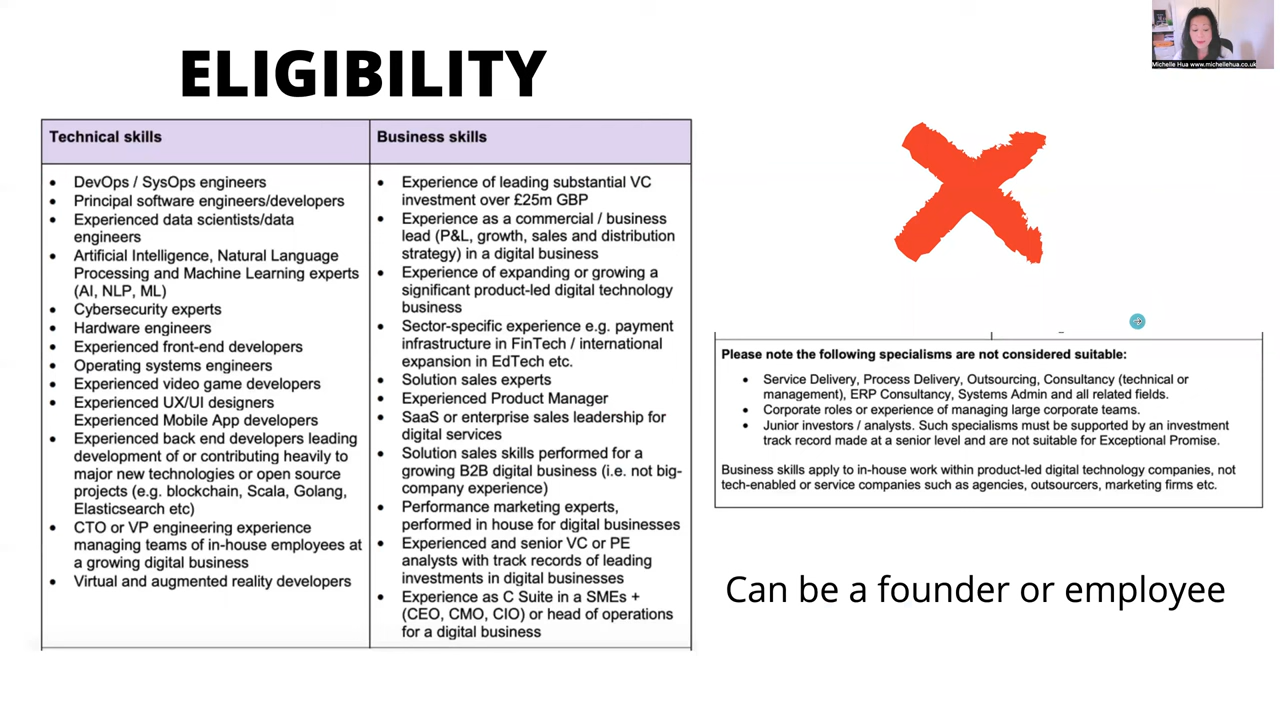 ELIGIBILITY
Michelle Hua www.michellehua.co.uk
Technical skills
• DevOps / SysOps engineers
• Principal software engineers/developers
• Experienced data scientists/data
engineers
• Artificial Intelligence, Natural Language
Processing and Machine Learning experts
(AI, NLP, ML)
• Cybersecurity experts
• Hardware engineers
• Experienced front-end developers
• Operating systems engineers
• Experienced video game developers
• Experienced UX/UI designers
Experienced Mobile App developers
• Experienced back end developers leading
development of or contributing heavily to
major new technologies or open source
projects (e.g. blockchain, Scala, Golang,
Elasticsearch etc)
• CTO or VP engineering experience
managing teams of in-house employees at
a growing digital business
• Virtual and augmented reality developers
Business skills
• Experience of leading substantial VC
investment over £25m GBP
• Experience as a commercial / business
lead (P&L, growth, sales and distribution
strategy) in a digital business
• Experience of expanding or growing a
significant product-led digital technology
business
• Sector-specific experience e.g. payment
infrastructure in FinTech / international
expansion in EdTech etc.
• Solution sales experts
• Experienced Product Manager
• SaaS or enterprise sales leadership for
digital services
• Solution sales skills performed for a
growing B2B digital business (i.e. not big-
company experience)
• Performance marketing experts,
performed in house for digital businesses
• Experienced and senior VC or PE
analysts with track records of leading
investments in digital businesses
• Experience as C Suite in a SMEs +
(CEO, CMO, CIO) or head of operations
for a digital business
Please note the following specialisms are not considered suitable:
• Service Delivery, Process Delivery, Outsourcing, Consultancy (technical or
management), ERP Consultancy, Systems Admin and all related fields.
• Corporate roles or experience of managing large corporate teams.
• Junior investors / analysts. Such specialisms must be supported by an investment
track record made at a senior level and are not suitable for Exceptional Promise.
Business skills apply to in-house work within product-led digital technology companies, not
tech-enabled or service companies such as agencies, outsourcers, marketing firms etc.
Can be a founder or employee